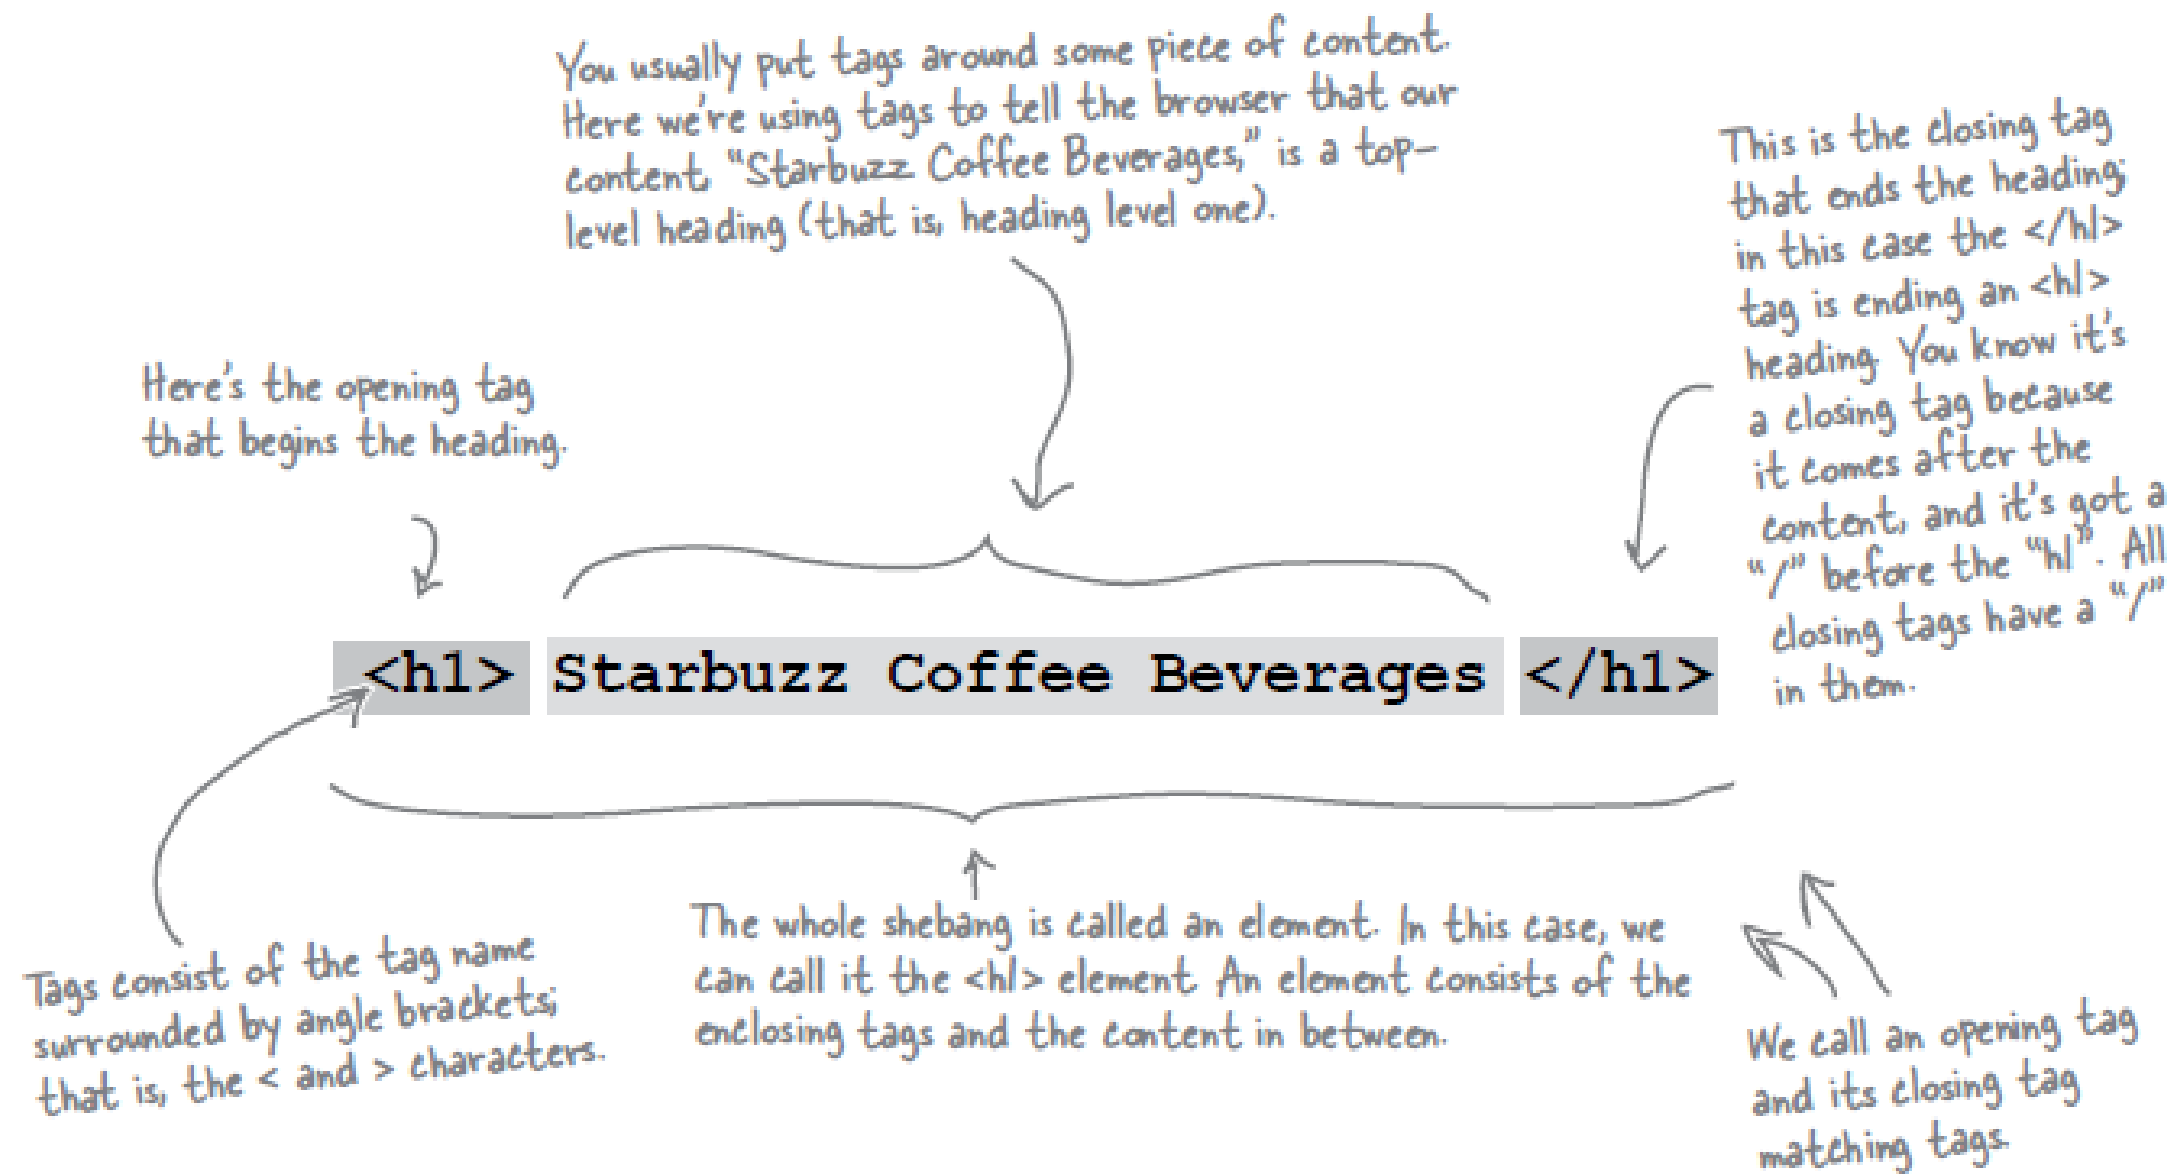 You usually put tags around some piece of content.
Here we're using tags to tell the browser that our
content, “Starbuzz Coffee Beverages,” is a top-
level heading (that is, heading level one).
Here's the opening tag
that begins the heading.
This is the closing tag
that ends the heading;
in this case the </h1>
tag is ending an <h1>
heading. You know it's
a closing tag because
it comes after the
content, and it's got a
“/” before the “h1”. All
closing tags have a “/”
in them.
<h1> Starbuzz Coffee Beverages </h1>
Tags consist of the tag name
surrounded by angle brackets;
that is, the < and > characters.
The whole shebang is called an element. In this case, we
can call it the <h1> element. An element consists of the
enclosing tags and the content in between.
We call an opening tag
and its closing tag
matching tags.